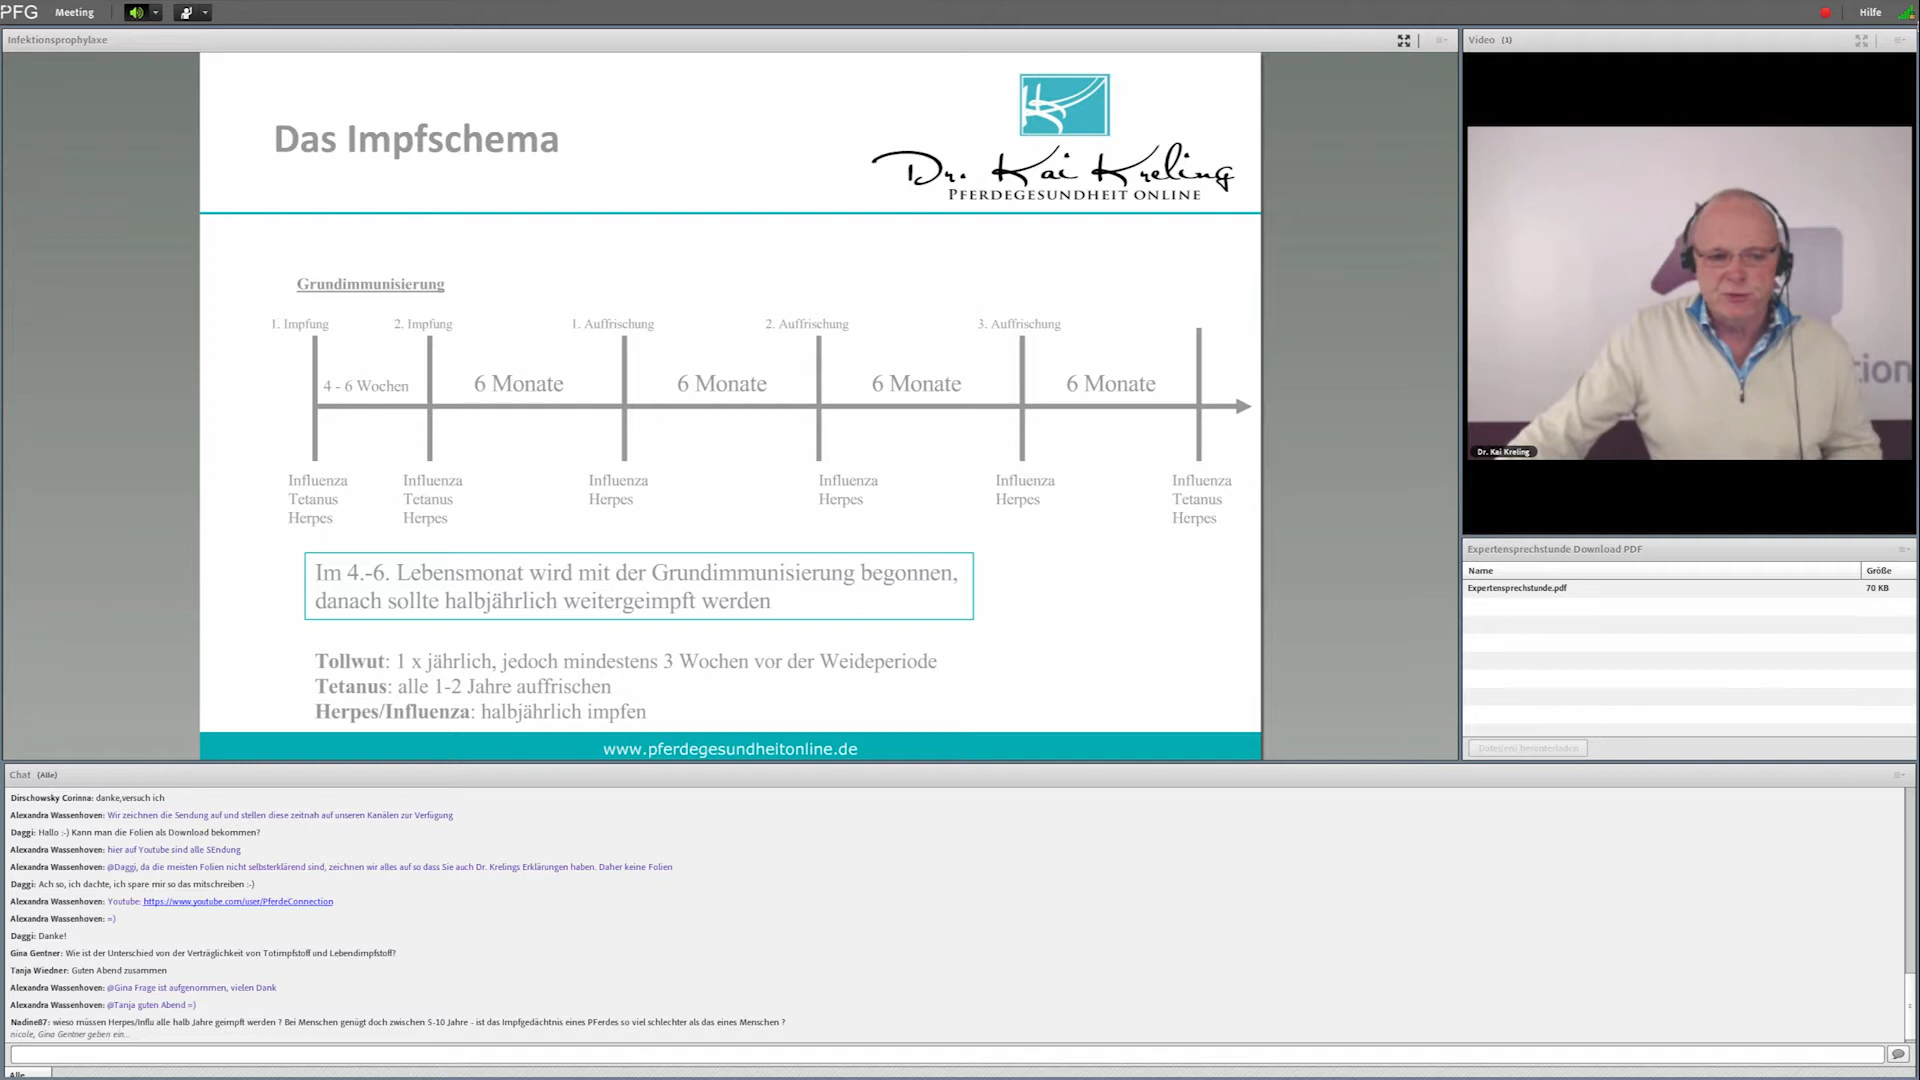 PFG Meeting
Hilfe
Infektionsprophylaxe
Video (1)
Das Impfschema
Dr. Kai Kreling
PFERDEGESUNDHEIT ONLINE
Grundimmunisierung
1. Impfung 2. Impfung 1. Auffrischung 2. Auffrischung 3. Auffrischung
4 - 6 Wochen 6 Monate 6 Monate 6 Monate 6 Monate
Influenza Influenza Influenza Influenza Influenza Influenza
Tetanus Tetanus Herpes Herpes Herpes Tetanus
Herpes Herpes Herpes
Im 4.-6. Lebensmonat wird mit der Grundimmunisierung begonnen,
danach sollte halbjährlich weitergeimpft werden
Tollwut: 1 x jährlich, jedoch mindestens 3 Wochen vor der Weideperiode
Tetanus: alle 1-2 Jahre auffrischen
Herpes/Influenza: halbjährlich impfen
www.pferdegesundheitonline.de
tion
Dr. Kai Kreling
Expertensprechstunde Download PDF
Name Größe
Expertensprechstunde.pdf 70 KB
Datei(en) herunterladen
Chat (Alle)
Dirschowsky Corinna: danke,versuch ich
Alexandra Wassenhoven: Wir zeichnen die Sendung auf und stellen diese zeitnah auf unseren Kanälen zur Verfügung
Daggi: Hallo :-) Kann man die Folien als Download bekommen?
Alexandra Wassenhoven: hier auf Youtube sind alle SEndung
Alexandra Wassenhoven: @Daggi, da die meisten Folien nicht selbsterklärend sind, zeichnen wir alles auf so dass Sie auch Dr. Krelings Erklärungen haben. Daher keine Folien
Daggi: Ach so, ich dachte, ich spare mir so das mitschreiben :-)
Alexandra Wassenhoven: Youtube: https://www.youtube.com/user/PferdeConnection
Alexandra Wassenhoven: =)
Daggi: Danke!
Gina Gentner: Wie ist der Unterschied von der Verträglichkeit von Totimpfstoff und Lebendimpfstoff?
Tanja Wiedner: Guten Abend zusammen
Alexandra Wassenhoven: @Gina Frage ist aufgenommen, vielen Dank
Alexandra Wassenhoven: @Tanja guten Abend =)
Nadine87: wieso müssen Herpes/Influ alle halb Jahre geimpft werden ? Bei Menschen genügt doch zwischen 5-10 Jahre - ist das Impfgedächtnis eines PFerdes so viel schlechter als das eines Menschen ?
nicole, Gina Gentner geben ein...
Alle